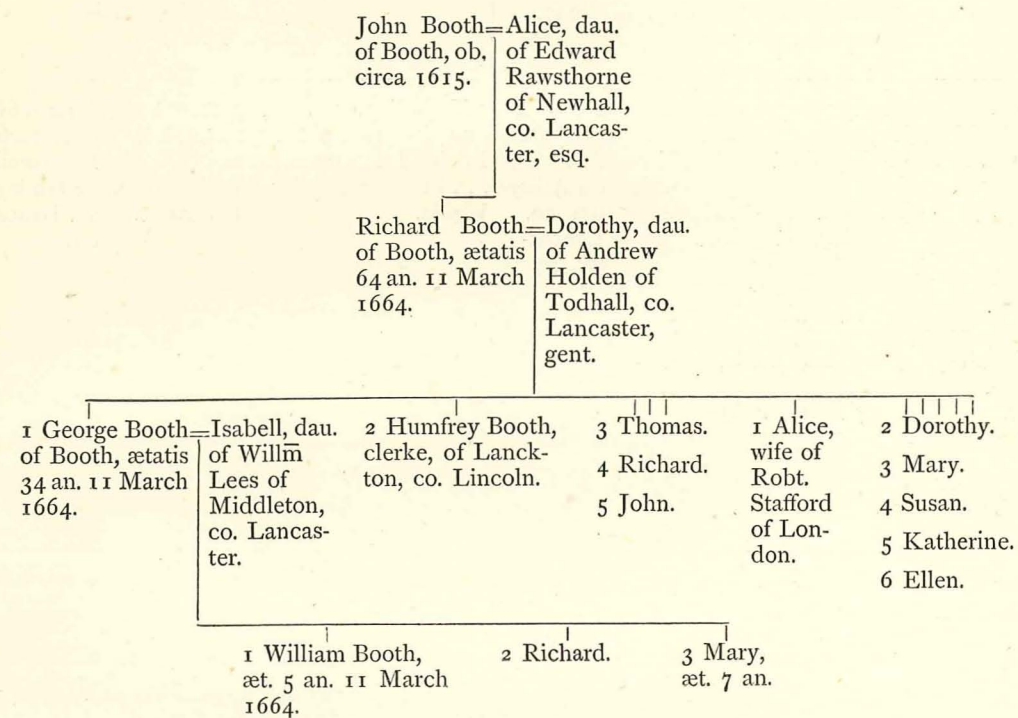 John Booth=Alice, dau.
of Booth, ob. of Edward
circa 1615. Rawsthorne
of Newhall,
co. Lancas-
ter, esq.
Richard Booth=Dorothy, dau.
of Booth, ætatis of Andrew
64 an. 11 March Holden of
1664. Todhall, co.
Lancaster,
gent.
1 George Booth=Isabell, dau.
of Booth, ætatis of Willm̅
34 an. 11 March Lees of
1664. Middleton,
co. Lancas-
ter.
2 Humfrey Booth,
clerke, of Lanck-
ton, co. Lincoln.
3 Thomas.
4 Richard.
5 John.
1 Alice,
wife of
Robt.
Stafford
of Lon-
don.
2 Dorothy.
3 Mary.
4 Susan.
5 Katherine.
6 Ellen.
1 William Booth,
æt. 5 an. 11 March
1664.
2 Richard.
3 Mary,
æt. 7 an.